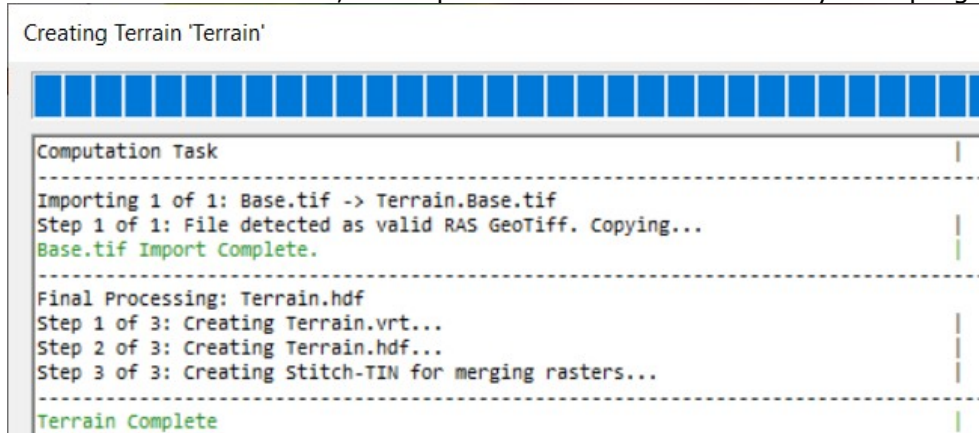 Creating Terrain 'Terrain'
Computation Task |
Importing 1 of 1: Base.tif -> Terrain.Base.tif
Step 1 of 1: File detected as valid RAS GeoTiff. Copying... |
Base.tif Import Complete. |
Final Processing: Terrain.hdf
Step 1 of 3: Creating Terrain.vrt... |
Step 2 of 3: Creating Terrain.hdf... |
Step 3 of 3: Creating Stitch-TIN for merging rasters... |
Terrain Complete |